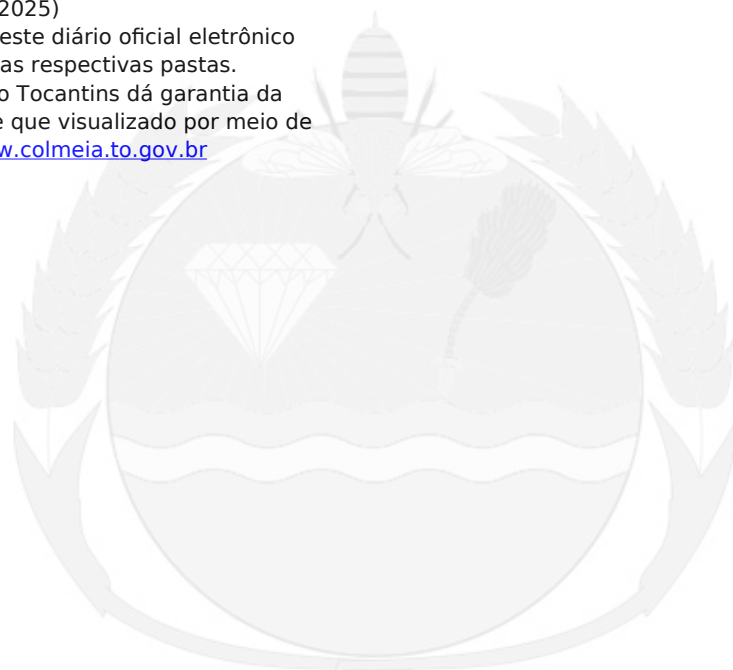 2025)
este diário oficial eletrônico
as respectivas pastas.
o Tocantins dá garantia da
e que visualizado por meio de
w.colmeia.to.gov.br